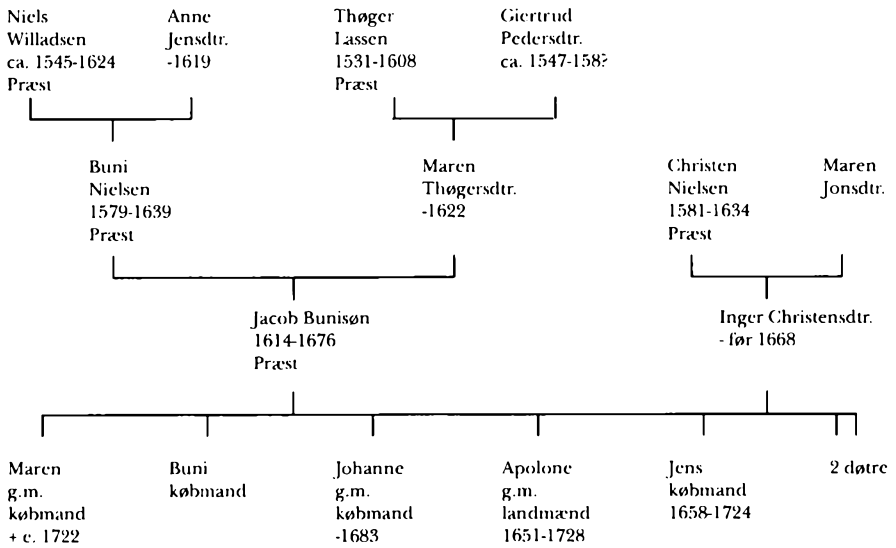 Niels
Willadsen
ca. 1545-1624
Præst
Anne
Jensdtr.
-1619
Thøger
Lassen
1531-1608
Præst
Giertrud
Pedersdtr.
ca. 1547-158?
Buni
Nielsen
1579-1639
Præst
Maren
Thøgersdtr.
-1622
Christen
Nielsen
1581-1634
Præst
Maren
Jonsdtr.
Jacob Bunisøn
1614-1676
Præst
Inger Christensdtr.
- før 1668
Maren
g.m.
købmand
+ c. 1722
Buni
købmand
Johanne
g.m.
købmand
-1683
Apolone
g.m.
landmænd
1651-1728
Jens
købmand
1658-1724
2 døtre